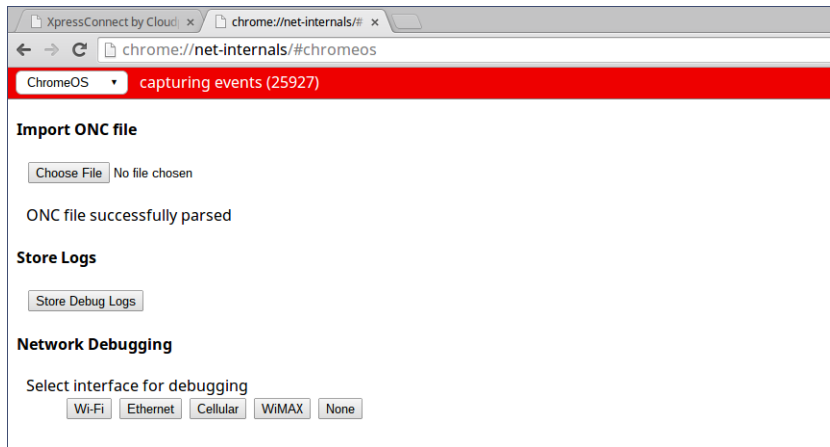 XpressConnect by Cloud
chrome://net-internals/#
chrome://net-internals/#chromeos
ChromeOS capturing events (25927)
Import ONC file
Choose File No file chosen
ONC file successfully parsed
Store Logs
Store Debug Logs
Network Debugging
Select interface for debugging
Wi-Fi Ethernet Cellular WiMAX None